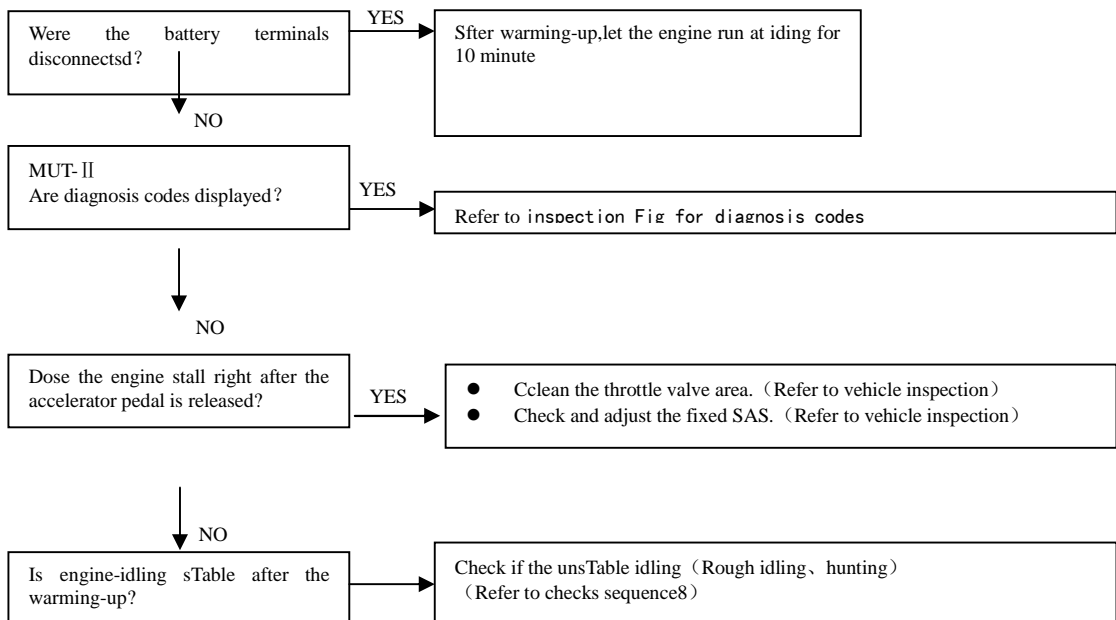 Were the battery terminals
disconnectsd？
YES
Sfter warming-up,let the engine run at iding for
10 minute
NO
MUT-Ⅱ
Are diagnosis codes displayed？
YES
Refer to inspection Fig for diagnosis codes
NO
Dose the engine stall right after the
accelerator pedal is released?
YES
● Cclean the throttle valve area.（Refer to vehicle inspection）
● Check and adjust the fixed SAS.（Refer to vehicle inspection）
NO
Is engine-idling sTable after the
warming-up?
Check if the unsTable idling（Rough idling、hunting）
（Refer to checks sequence8）